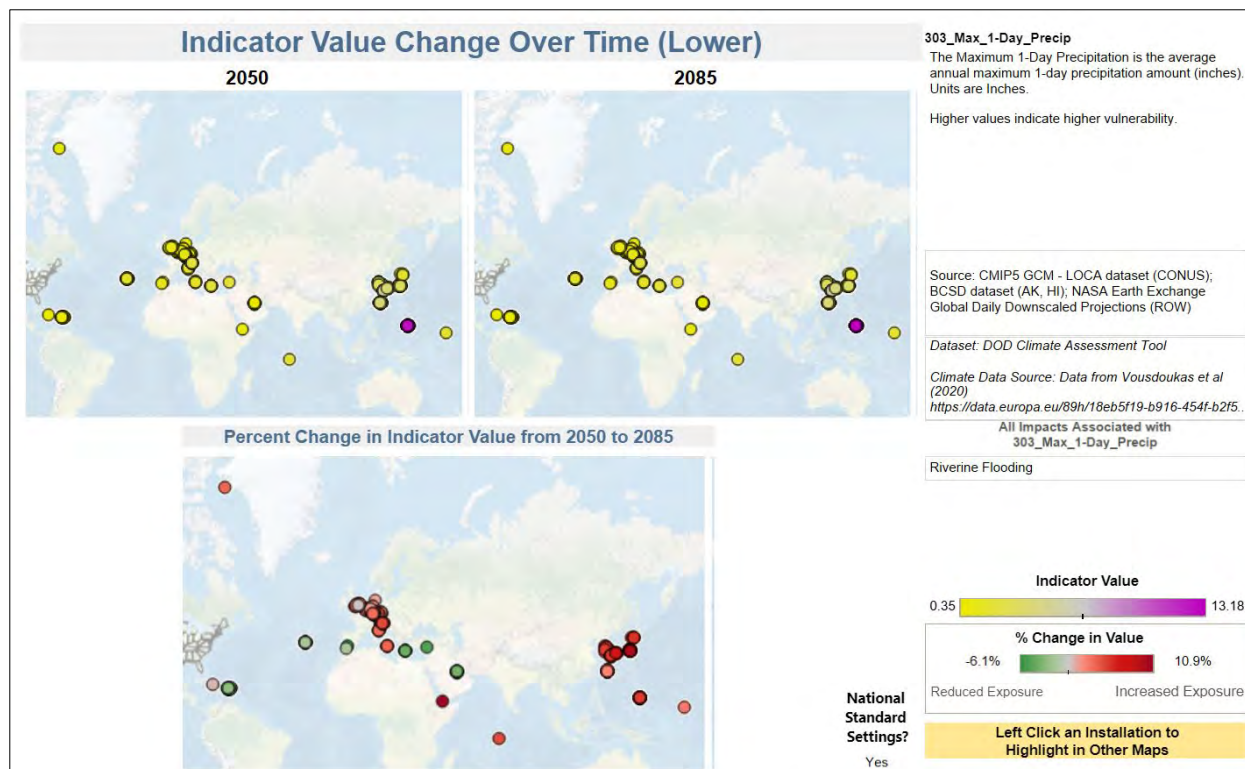 Indicator Value Change Over Time (Lower)
2050
2085
303_Max_1-Day_Precip
The Maximum 1-Day Precipitation is the average
annual maximum 1-day precipitation amount (inches).
Units are Inches.
Higher values indicate higher vulnerability.
Source: CMIP5 GCM - LOCA dataset (CONUS);
BCSD dataset (AK, HI); NASA Earth Exchange
Global Daily Downscaled Projections (ROW)
Dataset: DOD Climate Assessment Tool
Climate Data Source: Data from Vousdoukas et al
(2020)
https://data.europa.eu/89h/18eb5f19-b916-454f-b2f5..
All Impacts Associated with
303_Max_1-Day_Precip
Riverine Flooding
Percent Change in Indicator Value from 2050 to 2085
Indicator Value
0.35 13.18
% Change in Value
-6.1% 10.9%
Reduced Exposure Increased Exposure
National
Standard
Settings?
Yes
Left Click an Installation to
Highlight in Other Maps